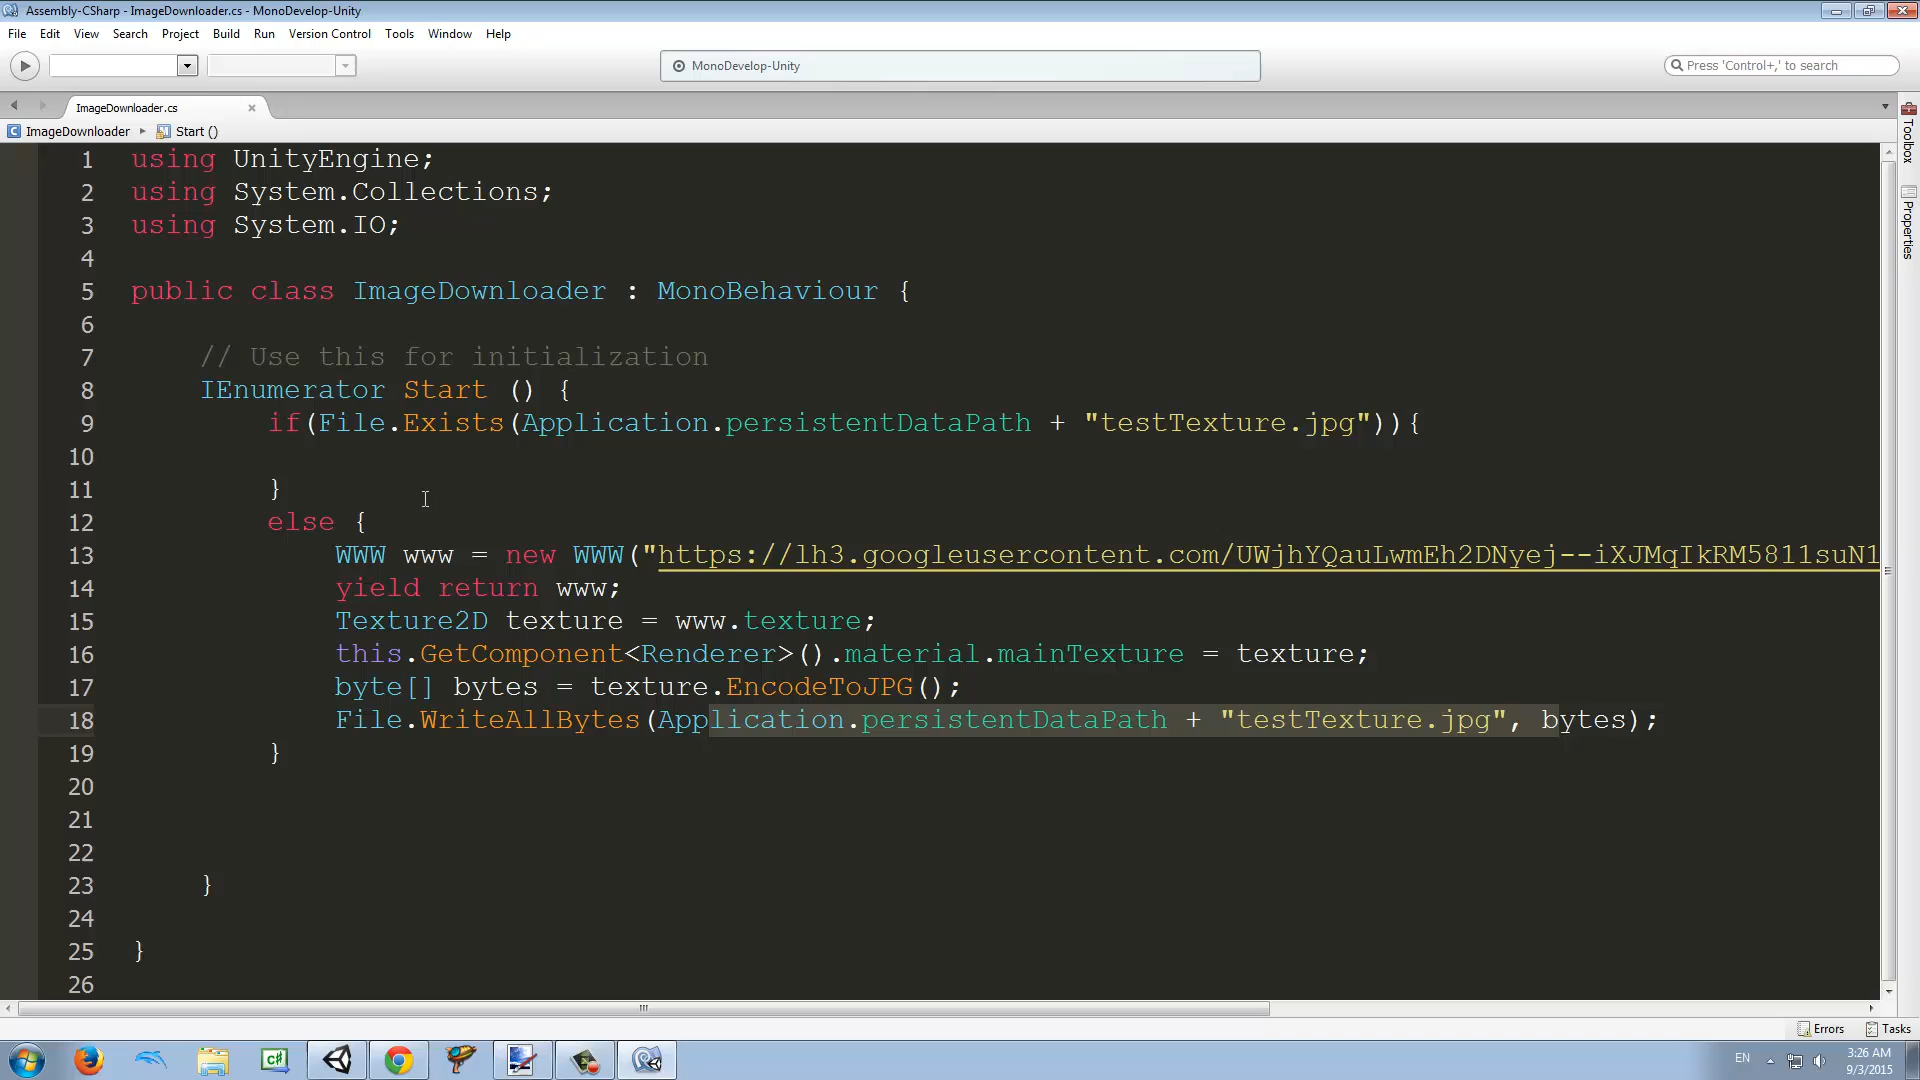 Assembly-CSharp - ImageDownloader.cs - MonoDevelop-Unity
File Edit View Search Project Build Run Version Control Tools Window Help
MonoDevelop-Unity
Press 'Control+,' to search
ImageDownloader.cs
ImageDownloader Start ()
Toolbox
Properties
1 using UnityEngine;
2 using System.Collections;
3 using System.IO;
4
5 public class ImageDownloader : MonoBehaviour {
6
7 // Use this for initialization
8 IEnumerator Start () {
9 if(File.Exists(Application.persistentDataPath + "testTexture.jpg")){
10
11 }
12 else {
13 WWW www = new WWW("https://lh3.googleusercontent.com/UWjhYQauLwmEh2DNyej--iXJMqIkRM5811suN1
14 yield return www;
15 Texture2D texture = www.texture;
16 this.GetComponent<Renderer>().material.mainTexture = texture;
17 byte[] bytes = texture.EncodeToJPG();
18 File.WriteAllBytes(Application.persistentDataPath + "testTexture.jpg", bytes);
19 }
20
21
22
23 }
24
25 }
26
Errors Tasks
C#
EN
3:26 AM
9/3/2015